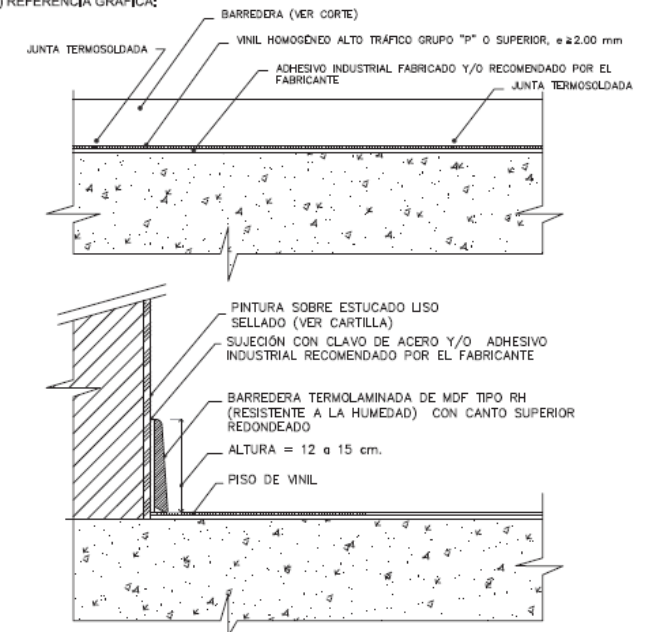 ) REFERENCIA GRÁFICA:
BARREDERA (VER CORTE)
VINIL HOMOGÉNEO ALTO TRÁFICO GRUPO "P" O SUPERIOR, e≥2.00 mm
JUNTA TERMOSOLDADA
ADHESIVO INDUSTRIAL FABRICADO Y/O RECOMENDADO POR EL
FABRICANTE
JUNTA TERMOSOLDADA
PINTURA SOBRE ESTUCADO LISO
SELLADO (VER CARTILLA)
SUJECIÓN CON CLAVO DE ACERO Y/O ADHESIVO
INDUSTRIAL RECOMENDADO POR EL FABRICANTE
BARREDERA TERMOLAMINADA DE MDF TIPO RH
(RESISTENTE A LA HUMEDAD) CON CANTO SUPERIOR
REDONDEADO
ALTURA = 12 a 15 cm.
PISO DE VINIL